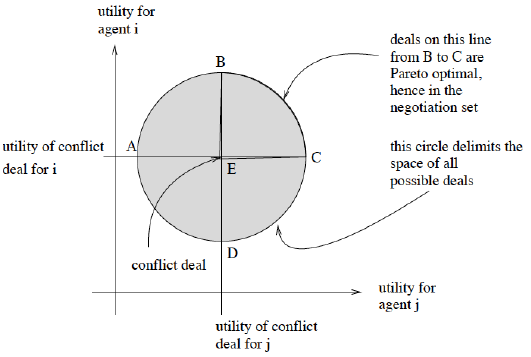 utility for
agent i
deals on this line
from B to C are
Pareto optimal,
hence in the
negotiation set
B
utility of conflict
deal for i
A
E
C
this circle delimits the
space of all
possible deals
conflict deal
D
utility for
agent j
utility of conflict
deal for j